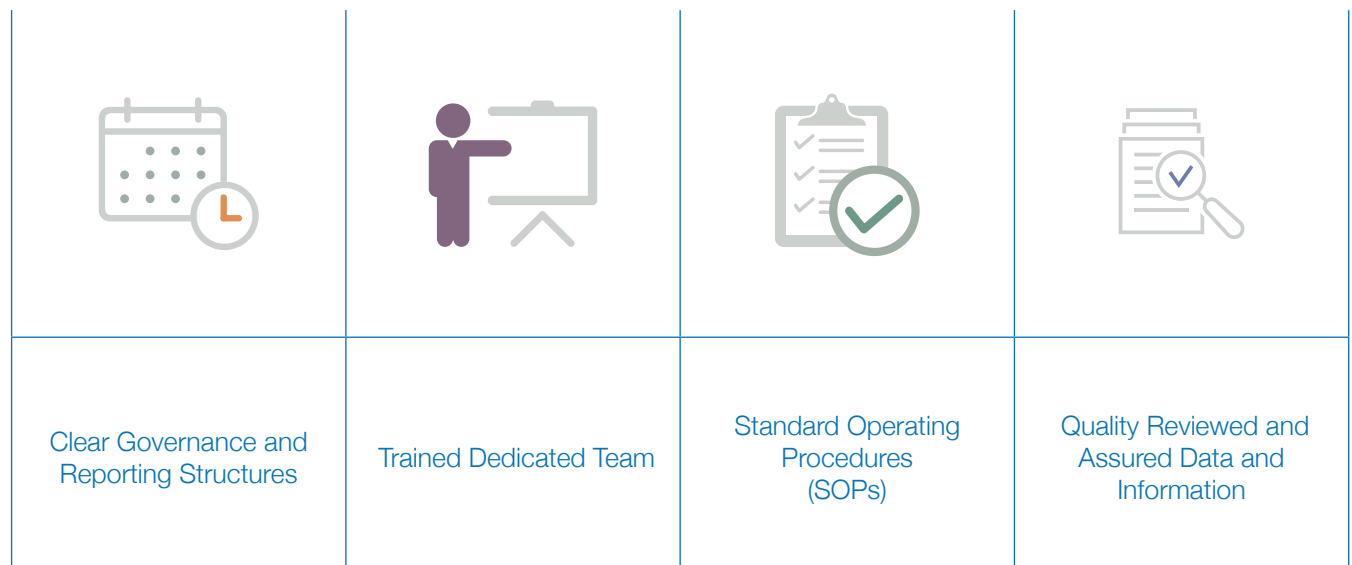 Clear Governance and
Reporting Structures
Trained Dedicated Team
Standard Operating
Procedures
(SOPs)
Quality Reviewed and
Assured Data and
Information